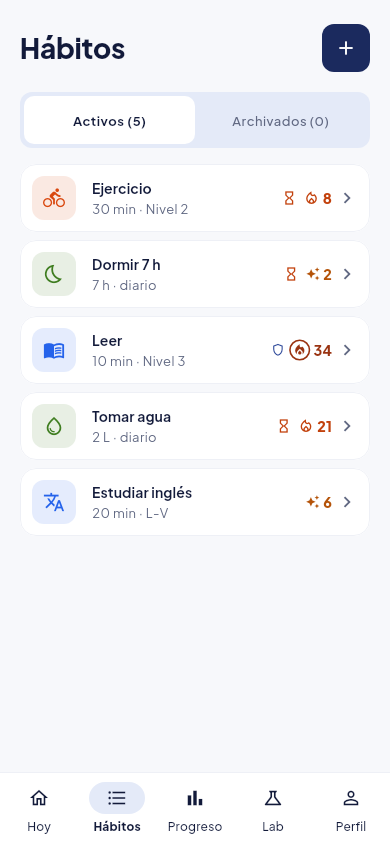 Hábitos
Activos (5)
Archivados (0)
Ejercicio
30 min · Nivel 2
8
Dormir 7 h
7 h · diario
2
Leer
10 min · Nivel 3
34
Tomar agua
2 L · diario
21
Estudiar inglés
20 min · L-V
6
Hoy
Hábitos
Progreso
Lab
Perfil